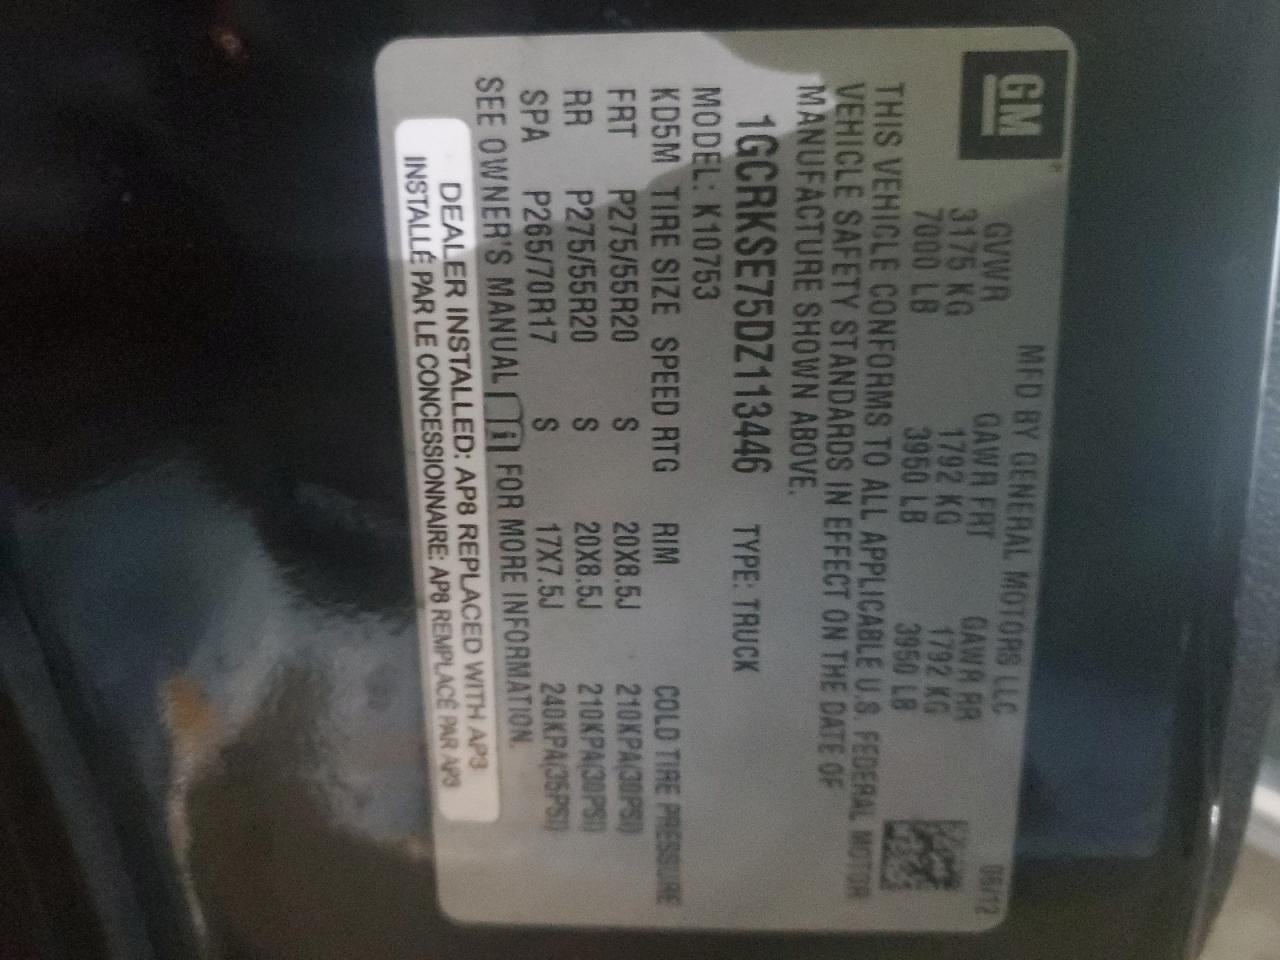 GM
MFD BY GENERAL MOTORS LLC 08/12
GVWR GAWR FRT GAWR RR
3175 KG 1792 KG 1792 KG
7000 LB 3950 LB 3950 LB
THIS VEHICLE CONFORMS TO ALL APPLICABLE U.S. FEDERAL MOTOR
VEHICLE SAFETY STANDARDS IN EFFECT ON THE DATE OF
MANUFACTURE SHOWN ABOVE.
1GCRKSE75DZ113446 TYPE: TRUCK
MODEL: K10753
KD5M TIRE SIZE SPEED RTG RIM COLD TIRE PRESSURE
FRT P275/55R20 S 20X8.5J 210KPA(30PSI)
RR P275/55R20 S 20X8.5J 210KPA(30PSI)
SPA P265/70R17 S 17X7.5J 240KPA(35PSI)
SEE OWNER'S MANUAL i FOR MORE INFORMATION.
DEALER INSTALLED: AP8 REPLACED WITH AP3
INSTALLÉ PAR LE CONCESSIONNAIRE: AP8 REMPLACÉ PAR AP3